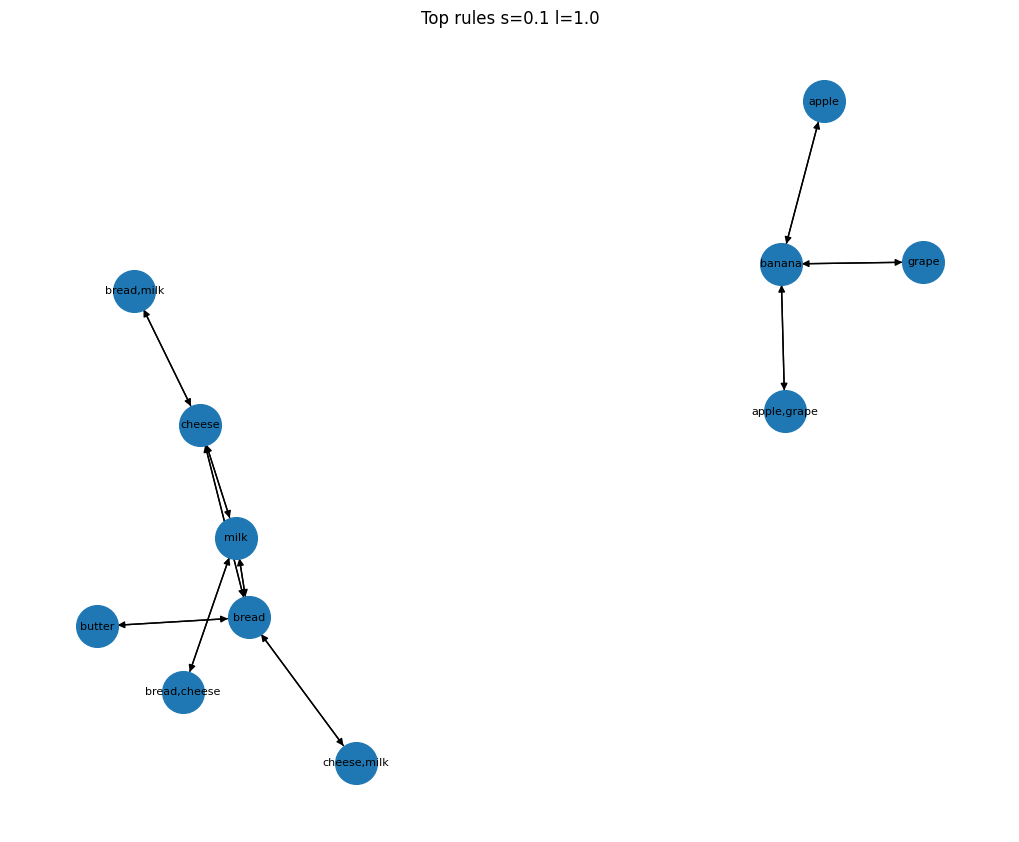 Top rules s=0.1 l=1.0
apple
banana
grape
bread,milk
apple,grape
cheese
milk
bread
butter
bread,cheese
cheese,milk